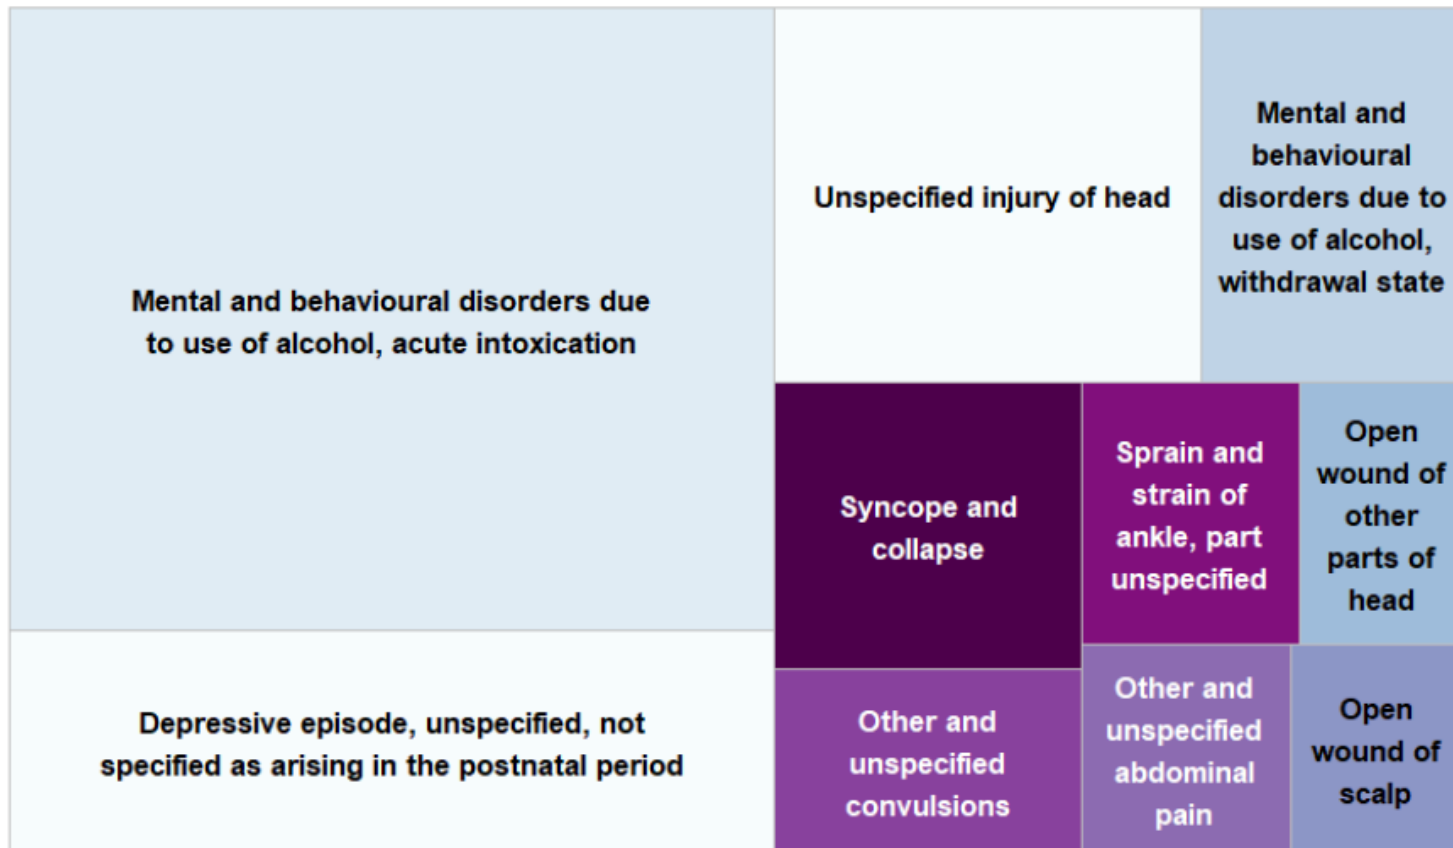 Mental and behavioural disorders due
to use of alcohol, acute intoxication
Depressive episode, unspecified, not
specified as arising in the postnatal period
Unspecified injury of head
Mental and
behavioural
disorders due to
use of alcohol,
withdrawal state
Syncope and
collapse
Sprain and
strain of
ankle, part
unspecified
Open
wound of
other
parts of
head
Other and
unspecified
convulsions
Other and
unspecified
abdominal
pain
Open
wound of
scalp